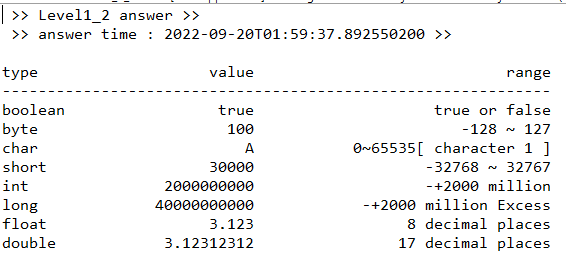 >> Level1_2 answer >>
>> answer time : 2022-09-20T01:59:37.892550200 >>
type value range
----------------------------------------------------------------------
boolean true true or false
byte 100 -128 ~ 127
char A 0~65535[ character 1 ]
short 30000 -32768 ~ 32767
int 2000000000 -+2000 million
long 40000000000 -+2000 million Excess
float 3.123 8 decimal places
double 3.12312312 17 decimal places